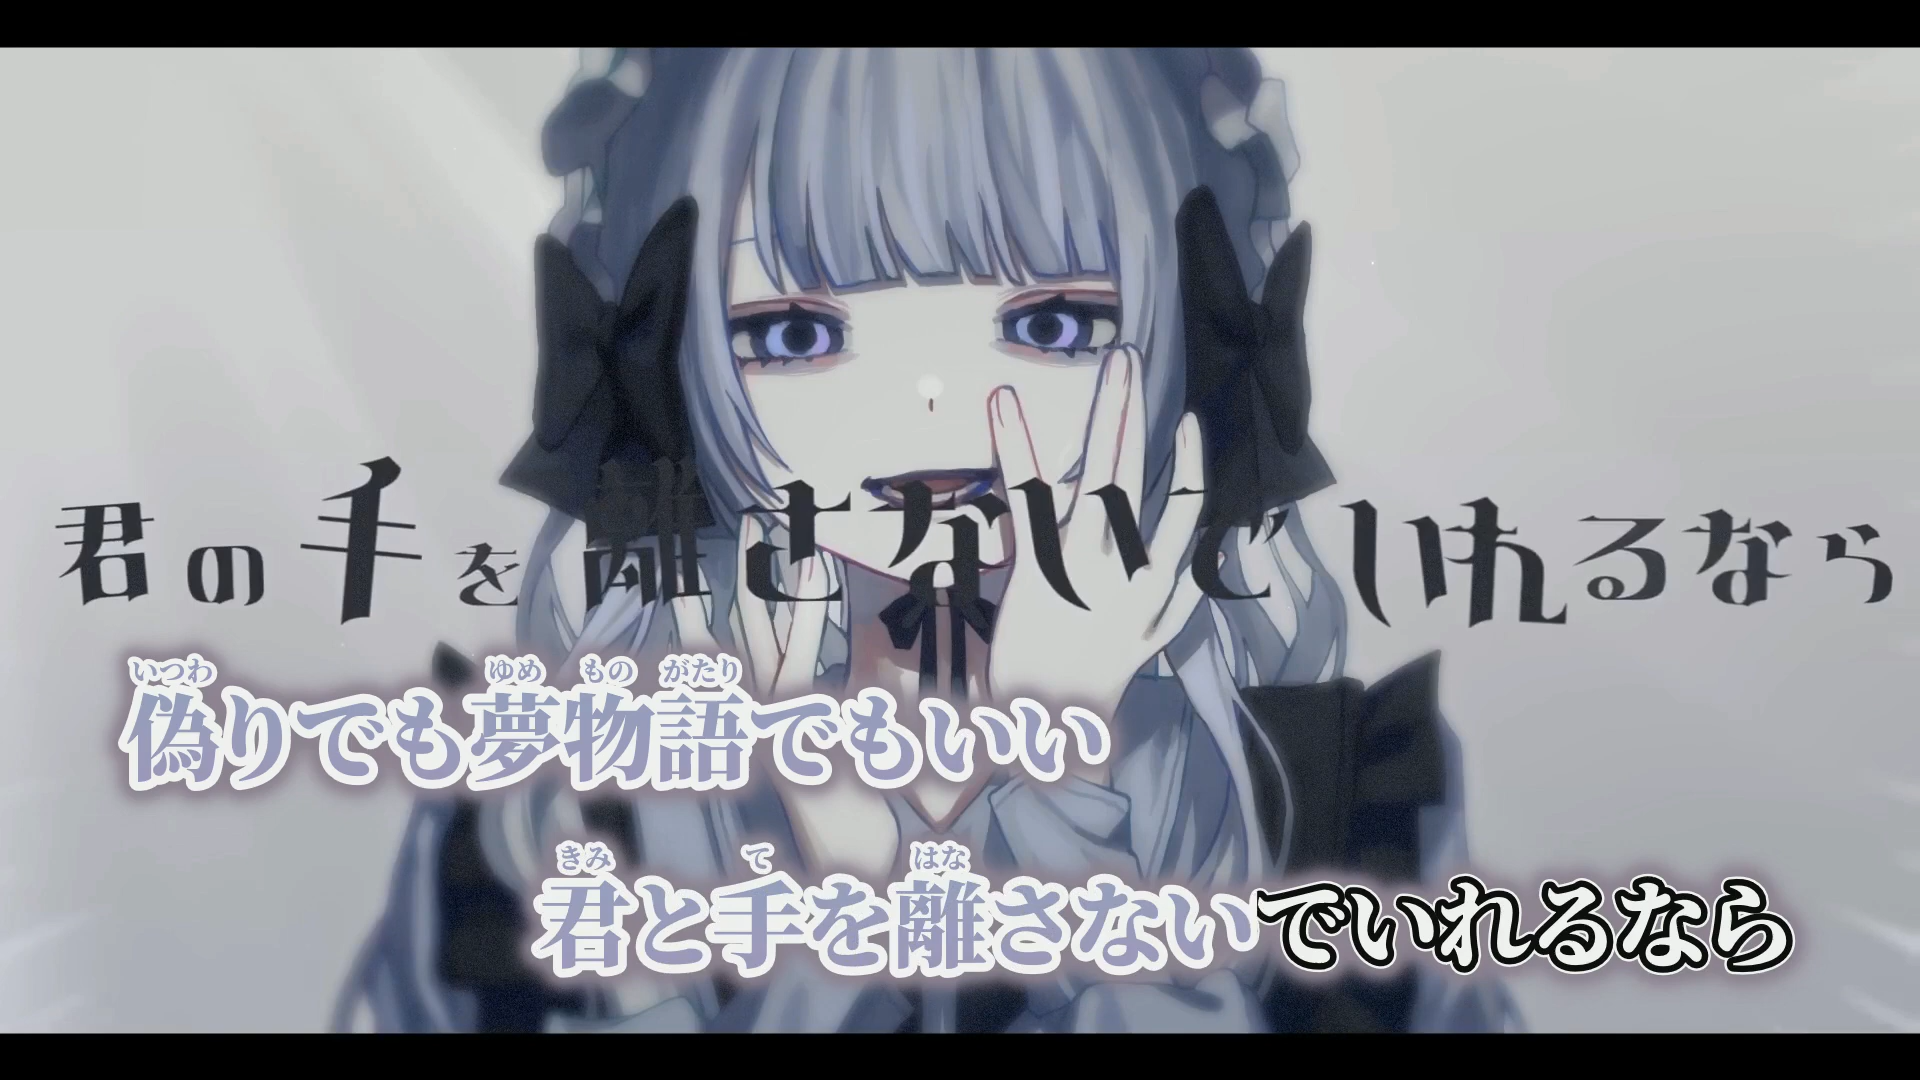 君の手を離さないでいれるなら
いつわ ゆめ もの がたり
偽りでも夢物語でもいい
きみ て はな
君と手を離さないでいれるなら